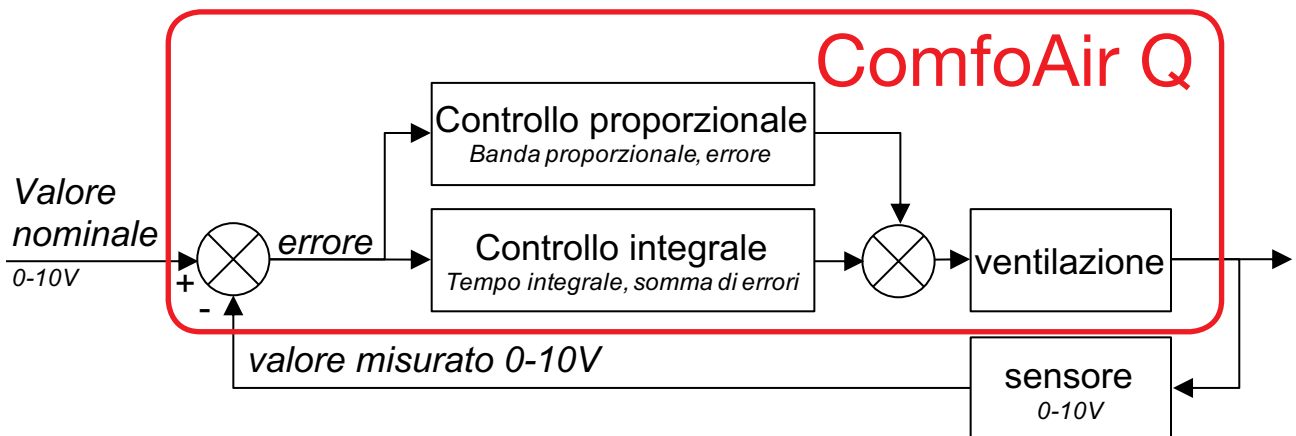 ComfoAir Q
Controllo proporzionale
Banda proporzionale, errore
Valore
nominale
0-10V
+
-
errore
Controllo integrale
Tempo integrale, somma di errori
ventilazione
valore misurato 0-10V
sensore
0-10V